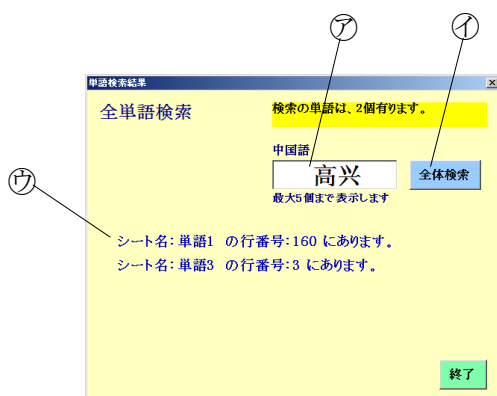 ㋐ ㋑
単語検索結果
全単語検索
検索の単語は、2個有ります。
中国語
高兴
全体検索
最大5個まで表示します
㋒
シート名：単語1 の行番号：160 にあります。
シート名：単語3 の行番号：3 にあります。
終了